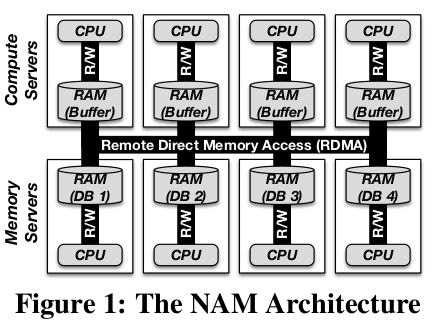 Compute
Servers
CPU CPU CPU CPU
R/W R/W R/W R/W
RAM RAM RAM RAM
(Buffer) (Buffer) (Buffer) (Buffer)
Remote Direct Memory Access (RDMA)
Memory
Servers
RAM RAM RAM RAM
(DB 1) (DB 2) (DB 3) (DB 4)
R/W R/W R/W R/W
CPU CPU CPU CPU
Figure 1: The NAM Architecture